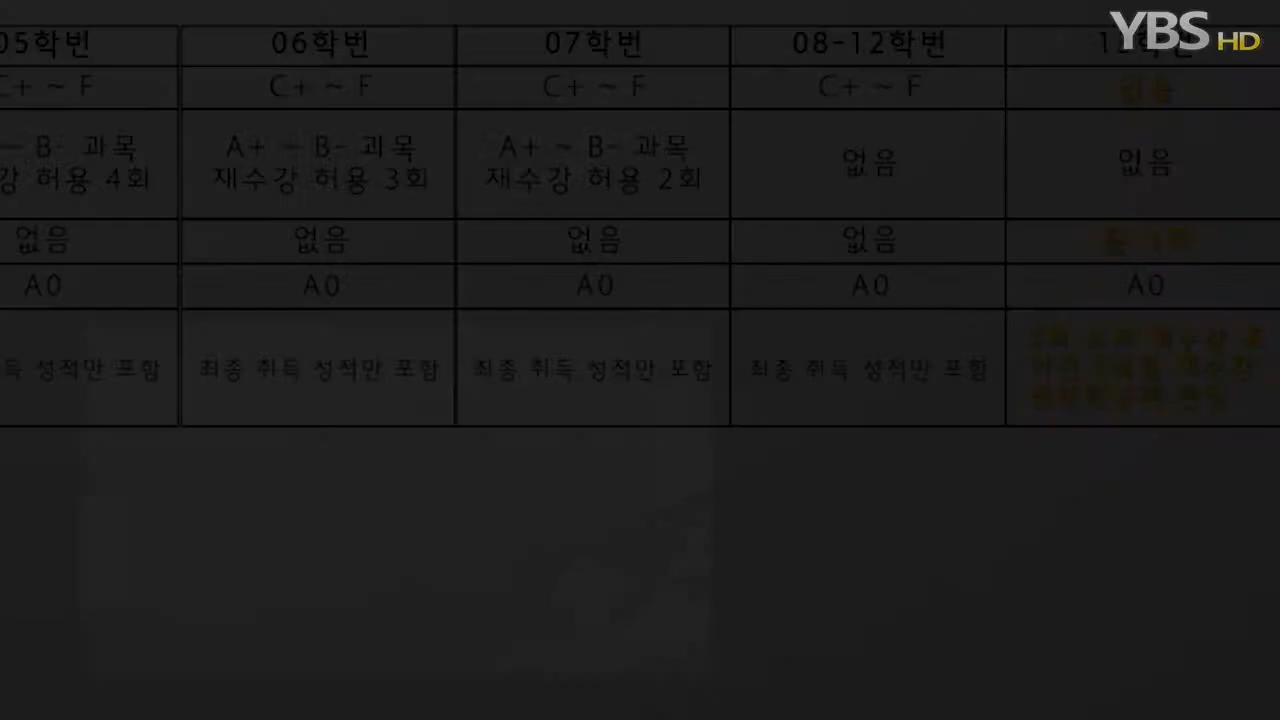 YBS HD
05학번 06학번 07학번 08-12학번
C+ ~ F C+ ~ F C+ ~ F C+ ~ F
B- 과목 A+ ~ B- 과목 A+ ~ B- 과목
강 허용 4회 재수강 허용 3회 재수강 허용 2회 없음 없음
없음 없음 없음 없음
A0 A0 A0 A0 A0
득 성적만 포함 최종 취득 성적만 포함 최종 취득 성적만 포함 최종 취득 성적만 포함